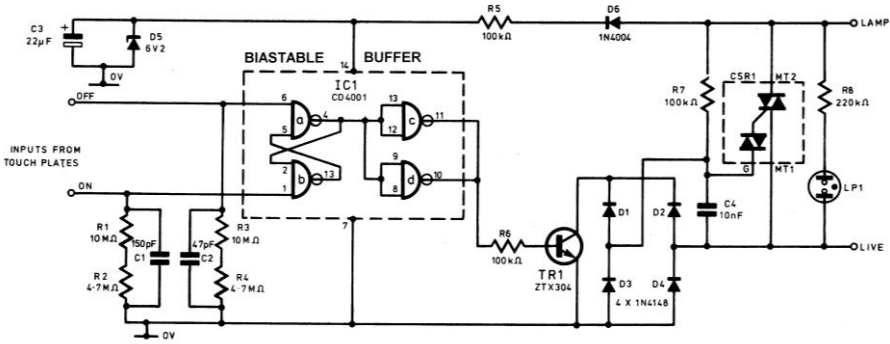 R5
100kΩ
D6
1N4004
LAMP
C3
22µF
+
D5
6V2
0V
BIASTABLE
BUFFER
14
IC1
CD4001
OFF
6
5
a
4
13
12
c
11
2
1
b
13
9
8
d
10
7
INPUTS FROM
TOUCH PLATES
ON
R1
10MΩ
150pF
C1
47pF
C2
R3
10MΩ
R2
4·7MΩ
R4
4·7MΩ
0V
R6
100kΩ
TR1
ZTX304
D1
D2
D3
D4
4 X 1N4148
R7
100kΩ
CSR1
MT2
G
MT1
C4
10nF
R8
220kΩ
LP1
LIVE